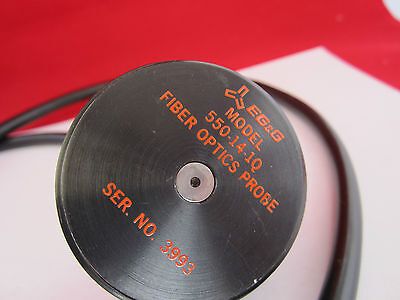 EG&G
MODEL
550-14.10
FIBER OPTICS PROBE
SER. NO. 3993